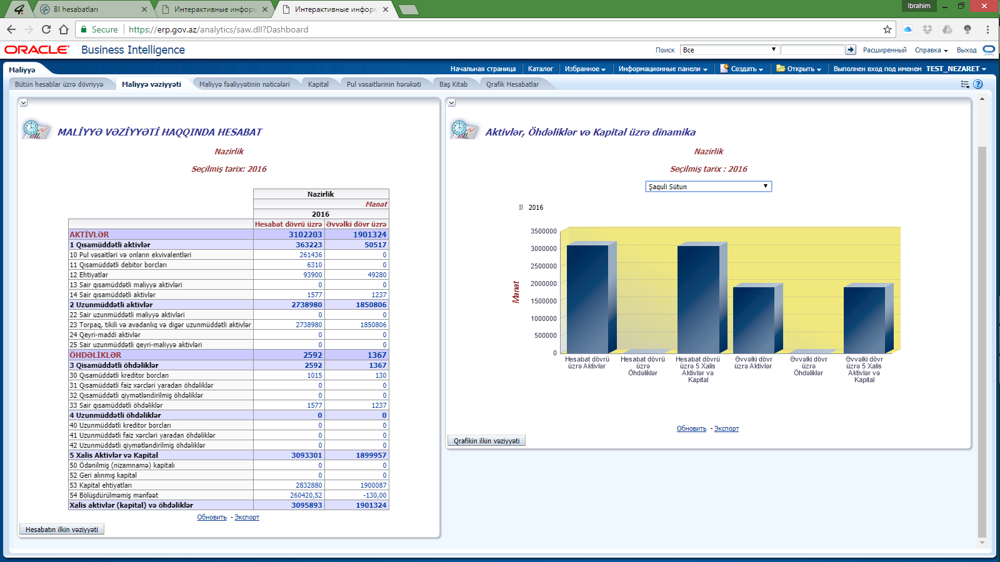 BI hesabatları
Интерактивные инфор
Интерактивные инфор
Ibrahim
Secure
https://erp.gov.az/analytics/saw.dll?Dashboard
ORACLE Business Intelligence
Поиск Все Расширенный Справка Выход
Maliyyə
Начальная страница Каталог Избранное Информационные панели Создать Открыть Выполнен вход под именем TEST_NEZARET
Bütün hesablar üzrə dövriyyə Maliyyə vəziyyəti Maliyyə fəaliyyətinin nəticələri Kapital Pul vəsaitlərinin hərəkəti Baş Kitab Qrafik Hesabatlar
MALİYYƏ VƏZİYYƏTİ HAQQINDA HESABAT
Nazirlik
Seçilmiş tarix: 2016
Nazirlik
Manat
2016
Hesabat dövrü üzrə Əvvəlki dövr üzrə
AKTİVLƏR 3102203 1901324
1 Qısamüddətli aktivlər 363223 50517
10 Pul vəsaitləri və onların ekvivalentləri 261436 0
11 Qısamüddətli debitor borcları 6310 0
12 Ehtiyatlar 93900 49280
13 Sair qısamüddətli maliyyə aktivləri 0 0
14 Sair qısamüddətli aktivlər 1577 1237
2 Uzunmüddətli aktivlər 2738980 1850806
22 Sair uzunmüddətli maliyyə aktivləri 0 0
23 Torpaq, tikili və avadanlıq və digər uzunmüddətli aktivlər 2738980 1850806
24 Qeyri-maddi aktivlər 0 0
25 Sair uzunmüddətli qeyri-maliyyə aktivləri 0 0
ÖHDƏLİKLƏR 2592 1367
3 Qisamüddətli öhdəliklər 2592 1367
30 Qısamüddətli kreditor borcları 1015 130
31 Qısamüddətli faiz xərcləri yaradan öhdəliklər 0 0
32 Qısamüddətli qiymətləndirilmiş öhdəliklər 0 0
33 Sair qısamüddətli öhdəliklər 1577 1237
4 Uzunmüddətli öhdəliklər 0 0
40 Uzunmüddətli kreditor borcları 0 0
41 Uzunmüddətli faiz xərcləri yaradan öhdəliklər 0 0
42 Uzunmüddətli qiymətləndirilmiş öhdəliklər 0 0
5 Xalis Aktivlər və Kapital 3093301 1899957
50 Ödənilmiş (nizamnamə) kapitalı 0 0
52 Geri alınmış kapital 0 0
53 Kapital ehtiyatları 2832880 1900087
54 Bölüşdürülməmiş mənfəət 260420,52 -130,00
Xalis aktivlər (kapital) və öhdəliklər 3095893 1901324
Обновить - Экспорт
Hesabatın ilkin vəziyyəti
Aktivlər, Öhdəliklər və Kapital üzrə dinamika
Nazirlik
Seçilmiş tarix : 2016
Şaquli Sütun
Il 2016
Manat
3500000
3000000
2500000
2000000
1500000
1000000
500000
0
Hesabat dövrü Hesabat dövrü Hesabat dövrü Əvvəlki dövr Əvvəlki dövr Əvvəlki dövr
üzrə Aktivlər üzrə üzrə 5 Xalis üzrə Aktivlər üzrə üzrə 5 Xalis
Öhdəliklər Aktivlər və Öhdəliklər Aktivlər və
Kapital Kapital
Обновить - Экспорт
Qrafikin ilkin vəziyyəti